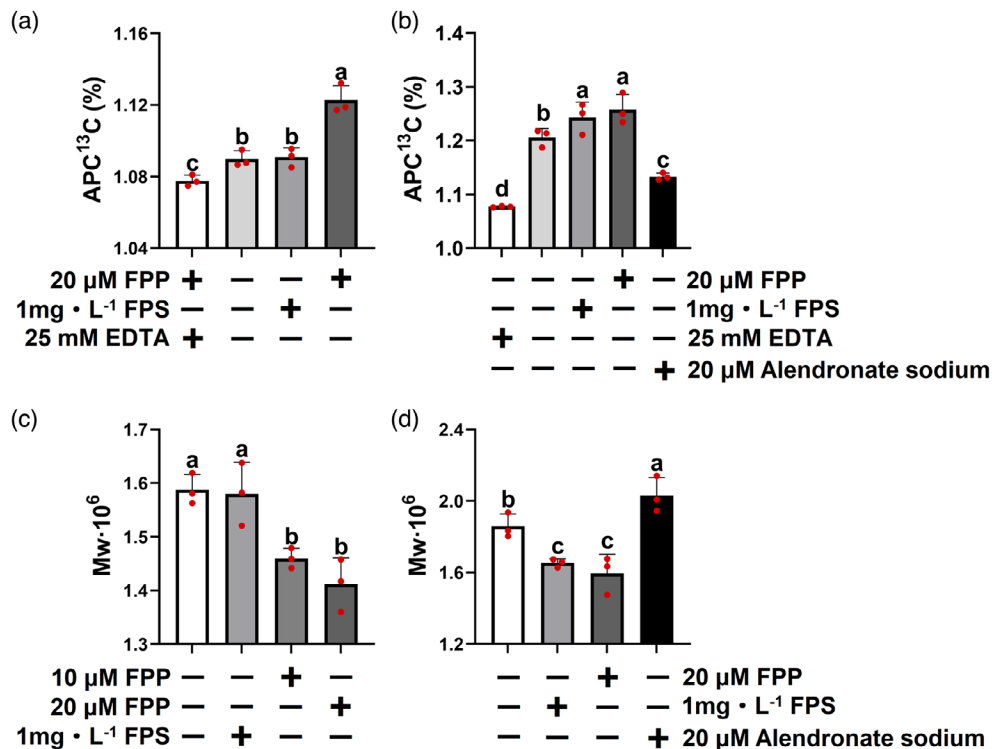 (a)
APC¹³C (%)
1.16
1.12
1.08
1.04
c
b
b
a
20 μM FPP + — — +
1mg · L⁻¹ FPS — — + —
25 mM EDTA + — — —
(b)
APC¹³C (%)
1.4
1.3
1.2
1.1
1.0
d
b
a
a
c
— — — + — 20 μM FPP
— — + — — 1mg · L⁻¹ FPS
+ — — — — 25 mM EDTA
— — — — + 20 μM Alendronate sodium
(c)
Mw·10⁶
1.7
1.6
1.5
1.4
1.3
a
a
b
b
10 μM FPP — — + —
20 μM FPP — — — +
1mg · L⁻¹ FPS — + — —
(d)
Mw·10⁶
2.4
2.0
1.6
1.2
b
c
c
a
— — + — 20 μM FPP
— + — — 1mg · L⁻¹ FPS
— — — + 20 μM Alendronate sodium